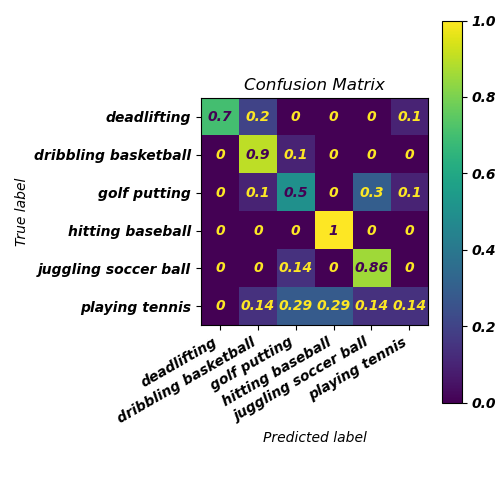 Confusion Matrix
True label
deadlifting 0.7 0.2 0 0 0 0.1
dribbling basketball 0 0.9 0.1 0 0 0
golf putting 0 0.1 0.5 0 0.3 0.1
hitting baseball 0 0 0 1 0 0
juggling soccer ball 0 0 0.14 0 0.86 0
playing tennis 0 0.14 0.29 0.29 0.14 0.14
deadlifting
dribbling basketball
golf putting
hitting baseball
juggling soccer ball
playing tennis
Predicted label
1.0
0.8
0.6
0.4
0.2
0.0